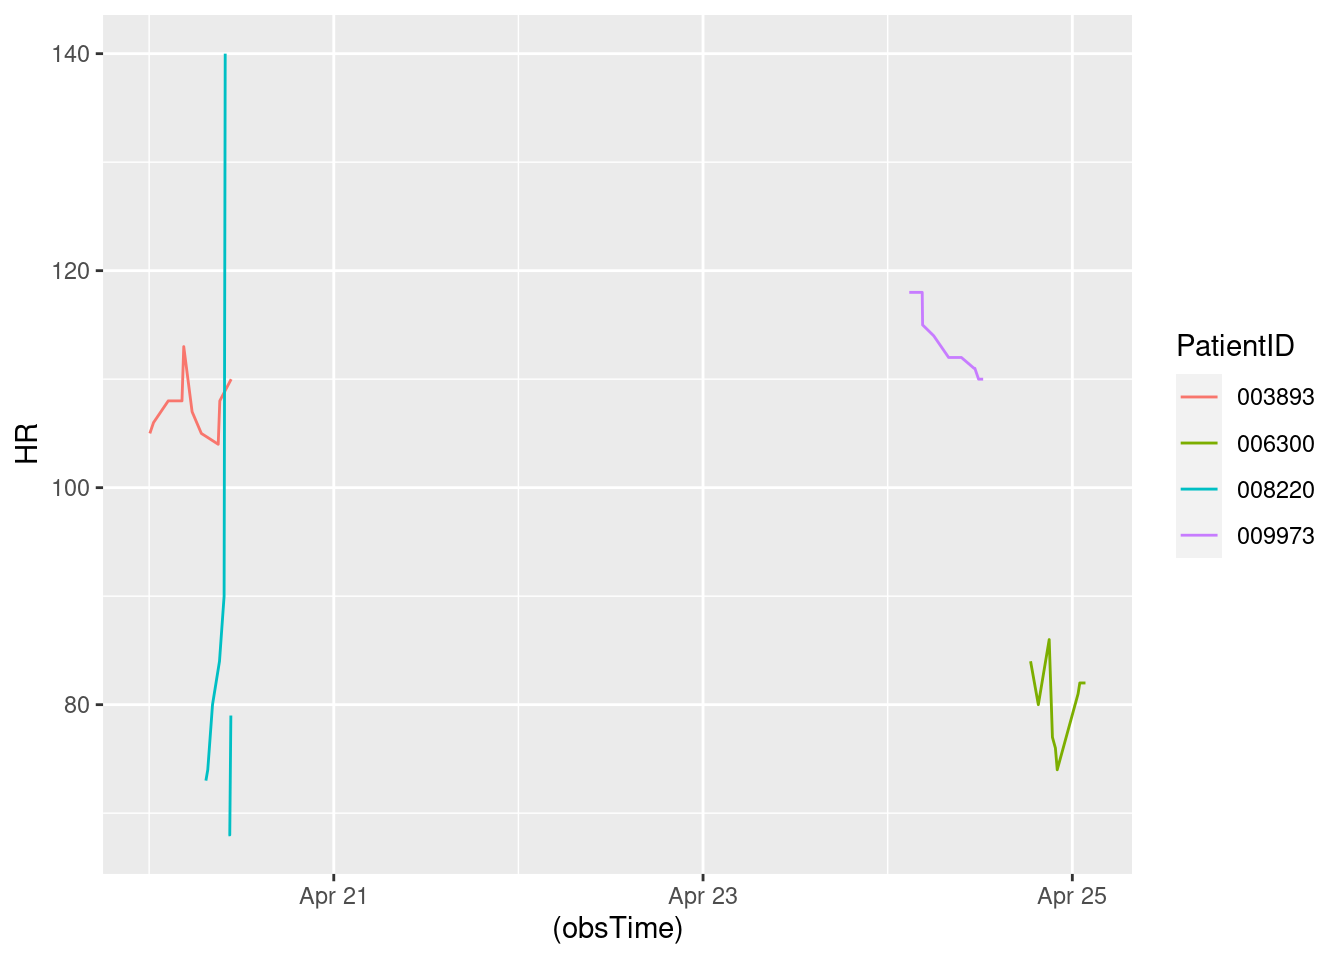 140
120
100
80
HR
Apr 21
Apr 23
Apr 25
(obsTime)
PatientID
003893
006300
008220
009973